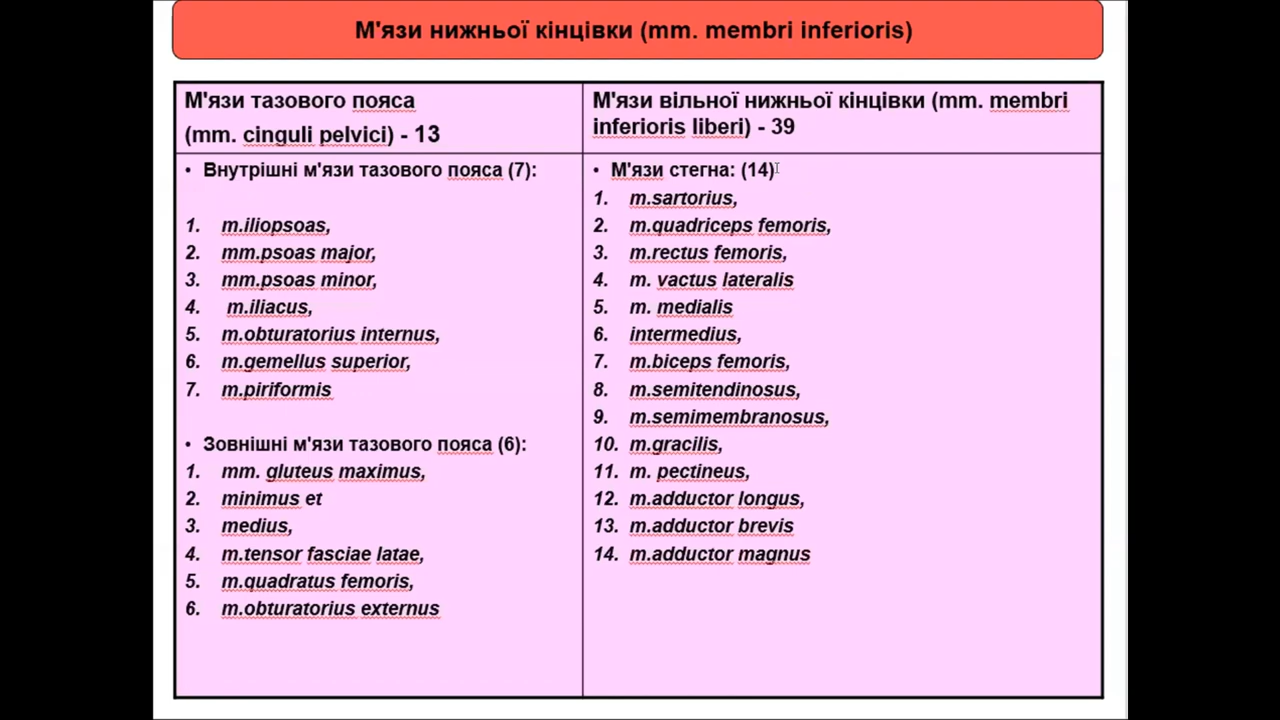 М'язи нижньої кінцівки (mm. membri inferioris)
М'язи тазового пояса
(mm. cinguli pelvici) - 13
М'язи вільної нижньої кінцівки (mm. membri
inferioris liberi) - 39
• Внутрішні м'язи тазового пояса (7):
1. m.iliopsoas,
2. mm.psoas major,
3. mm.psoas minor,
4. m.iliacus,
5. m.obturatorius internus,
6. m.gemellus superior,
7. m.piriformis
• Зовнішні м'язи тазового пояса (6):
1. mm. gluteus maximus,
2. minimus et
3. medius,
4. m.tensor fasciae latae,
5. m.quadratus femoris,
6. m.obturatorius externus
• М'язи стегна: (14)
1. m.sartorius,
2. m.quadriceps femoris,
3. m.rectus femoris,
4. m. vactus lateralis
5. m. medialis
6. intermedius,
7. m.biceps femoris,
8. m.semitendinosus,
9. m.semimembranosus,
10. m.gracilis,
11. m. pectineus,
12. m.adductor longus,
13. m.adductor brevis
14. m.adductor magnus